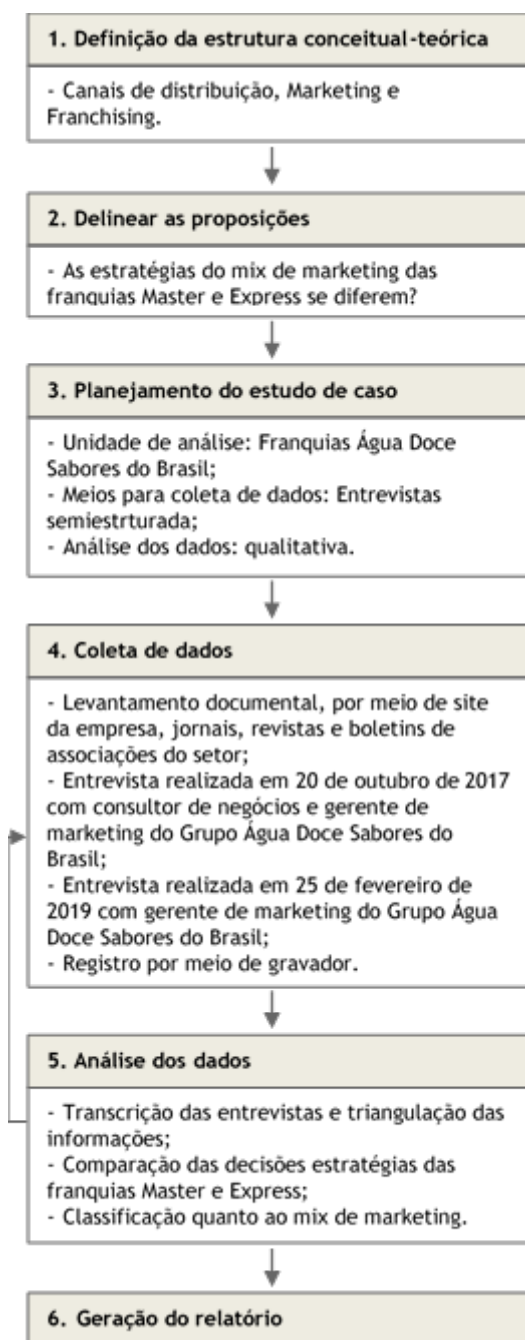 1. Definição da estrutura conceitual-teórica
- Canais de distribuição, Marketing e
Franchising.
2. Delinear as proposições
- As estratégias do mix de marketing das
franquias Master e Express se diferem?
3. Planejamento do estudo de caso
- Unidade de análise: Franquias Água Doce
Sabores do Brasil;
- Meios para coleta de dados: Entrevistas
semiestrturada;
- Análise dos dados: qualitativa.
4. Coleta de dados
- Levantamento documental, por meio de site
da empresa, jornais, revistas e boletins de
associações do setor;
- Entrevista realizada em 20 de outubro de 2017
com consultor de negócios e gerente de
marketing do Grupo Água Doce Sabores do
Brasil;
- Entrevista realizada em 25 de fevereiro de
2019 com gerente de marketing do Grupo Água
Doce Sabores do Brasil;
- Registro por meio de gravador.
5. Análise dos dados
- Transcrição das entrevistas e triangulação das
informações;
- Comparação das decisões estratégias das
franquias Master e Express;
- Classificação quanto ao mix de marketing.
6. Geração do relatório